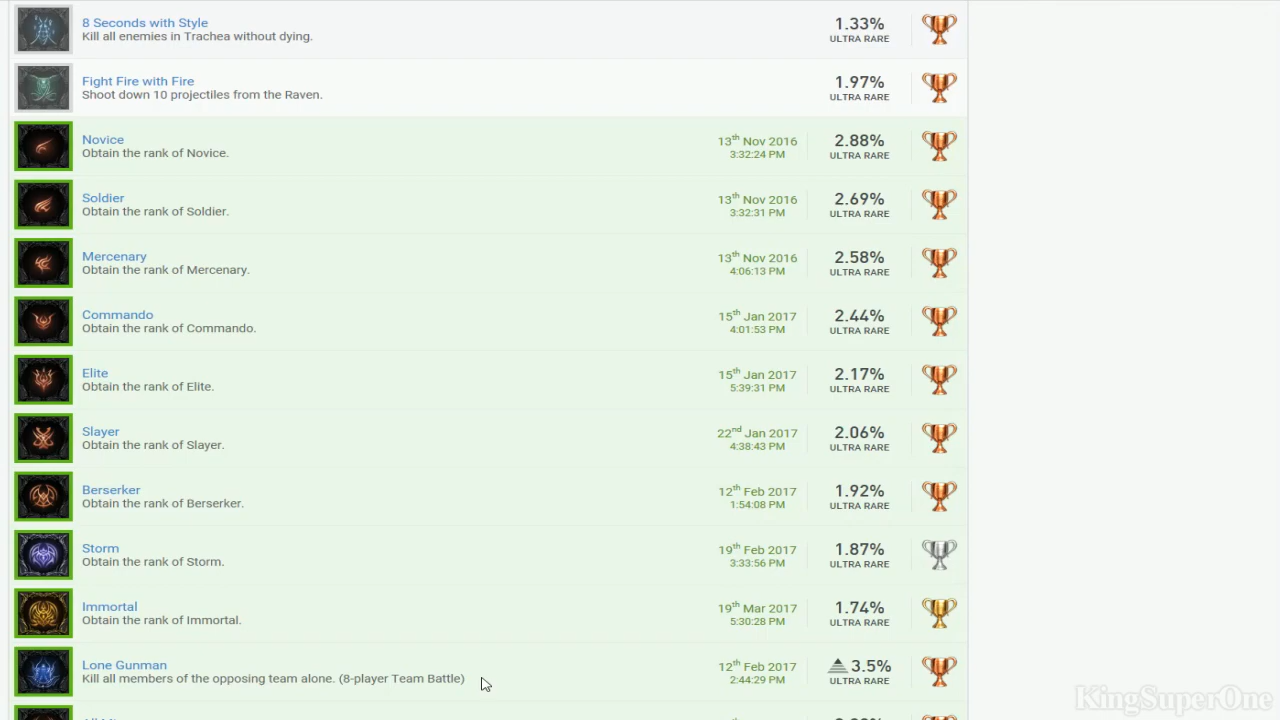 8 Seconds with Style
Kill all enemies in Trachea without dying.
1.33%
ULTRA RARE
Fight Fire with Fire
Shoot down 10 projectiles from the Raven.
1.97%
ULTRA RARE
Novice
Obtain the rank of Novice.
13th Nov 2016
3:32:24 PM
2.88%
ULTRA RARE
Soldier
Obtain the rank of Soldier.
13th Nov 2016
3:32:31 PM
2.69%
ULTRA RARE
Mercenary
Obtain the rank of Mercenary.
13th Nov 2016
4:06:13 PM
2.58%
ULTRA RARE
Commando
Obtain the rank of Commando.
15th Jan 2017
4:01:53 PM
2.44%
ULTRA RARE
Elite
Obtain the rank of Elite.
15th Jan 2017
5:39:31 PM
2.17%
ULTRA RARE
Slayer
Obtain the rank of Slayer.
22nd Jan 2017
4:38:43 PM
2.06%
ULTRA RARE
Berserker
Obtain the rank of Berserker.
12th Feb 2017
1:54:08 PM
1.92%
ULTRA RARE
Storm
Obtain the rank of Storm.
19th Feb 2017
3:33:56 PM
1.87%
ULTRA RARE
Immortal
Obtain the rank of Immortal.
19th Mar 2017
5:30:28 PM
1.74%
ULTRA RARE
Lone Gunman
Kill all members of the opposing team alone. (8-player Team Battle)
12th Feb 2017
2:44:29 PM
3.5%
ULTRA RARE
KingSuperOne